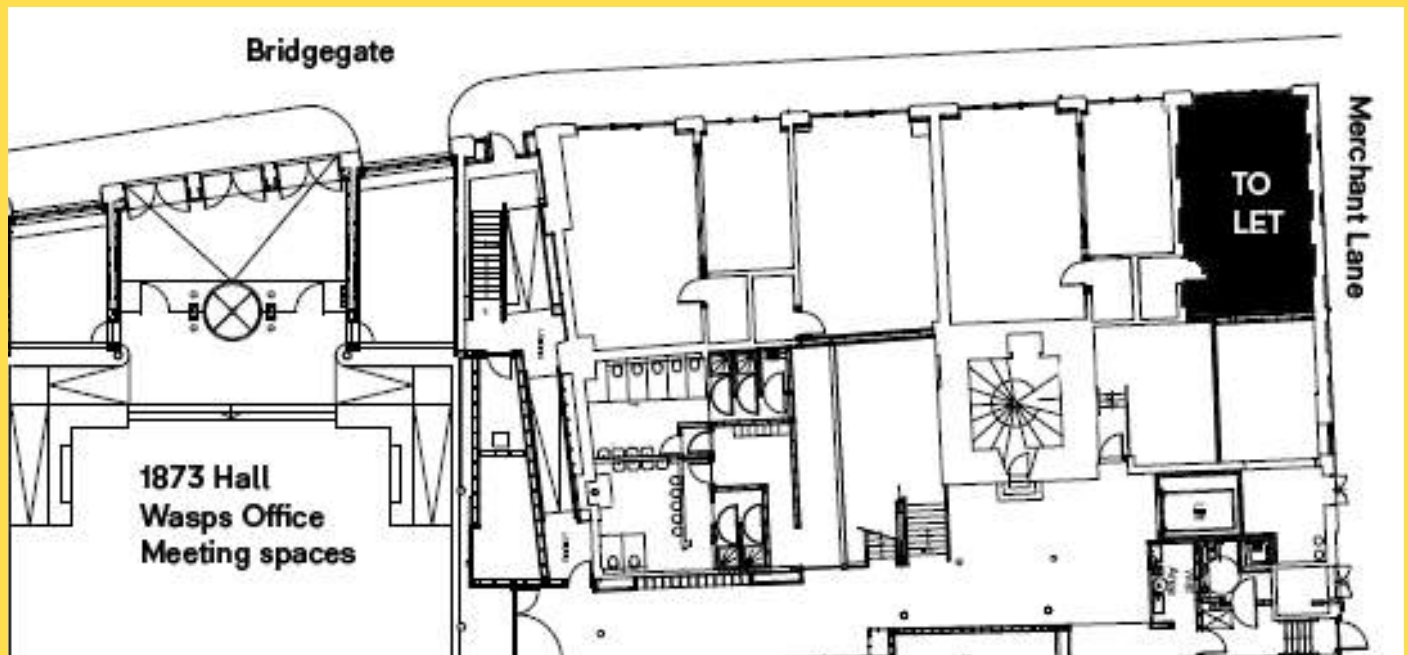 Bridgegate
Merchant Lane
TO
LET
1873 Hall
Wasps Office
Meeting spaces